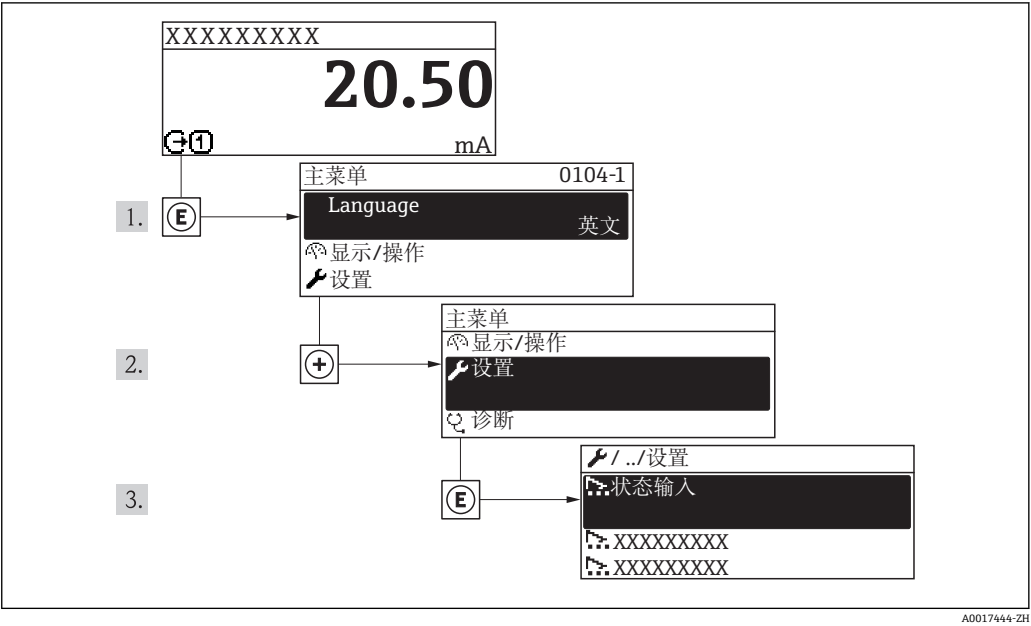 XXXXXXXXX
20.50
mA
主菜单 0104-1
1. E Language
英文
显示/操作
设置
主菜单
显示/操作
2. + 设置
诊断
/ ../设置
3. E 状态输入
XXXXXXXXX
XXXXXXXXX
A0017444-ZH